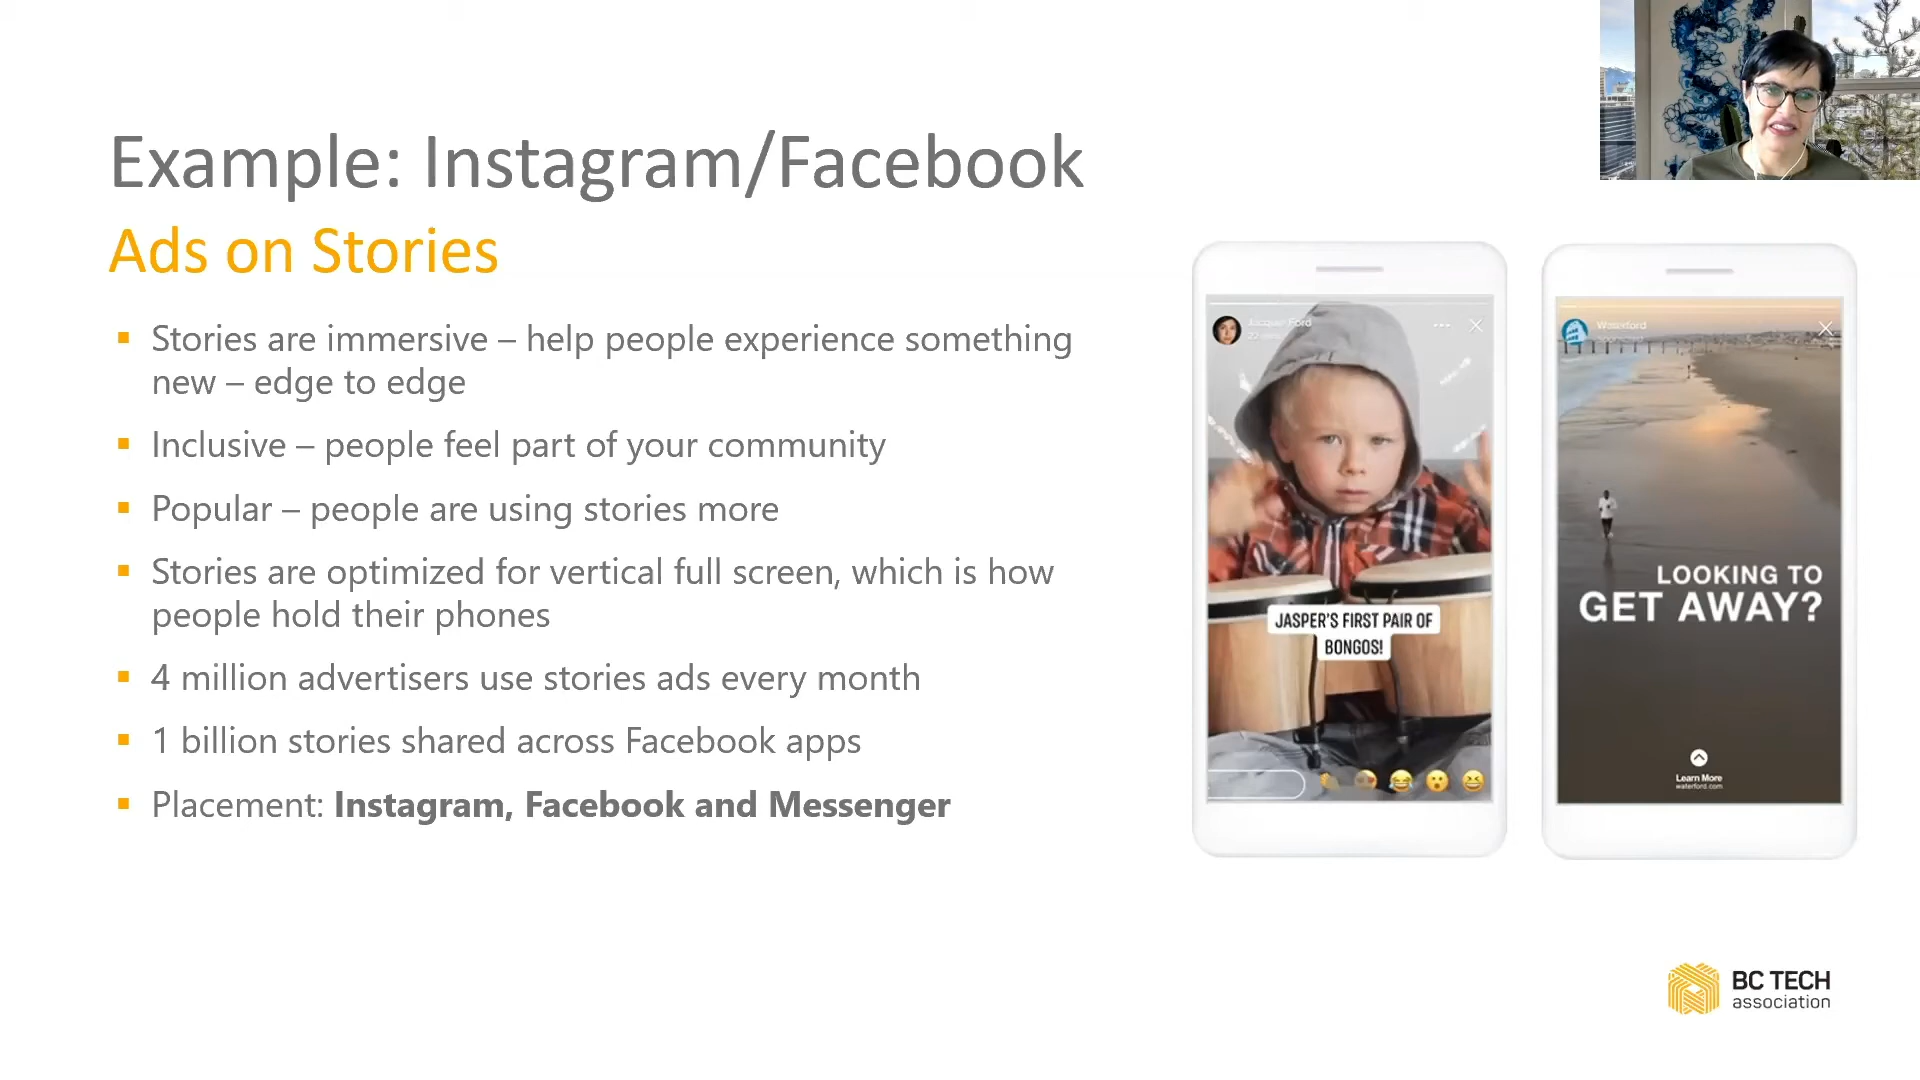 Example: Instagram/Facebook
Ads on Stories
Stories are immersive – help people experience something
new – edge to edge
Inclusive – people feel part of your community
Popular – people are using stories more
Stories are optimized for vertical full screen, which is how
people hold their phones
4 million advertisers use stories ads every month
1 billion stories shared across Facebook apps
Placement: Instagram, Facebook and Messenger
Jacquie Ford
JASPER'S FIRST PAIR OF
BONGOS!
Waterford
LOOKING TO
GET AWAY?
Learn More
waterford.com
BC TECH
association